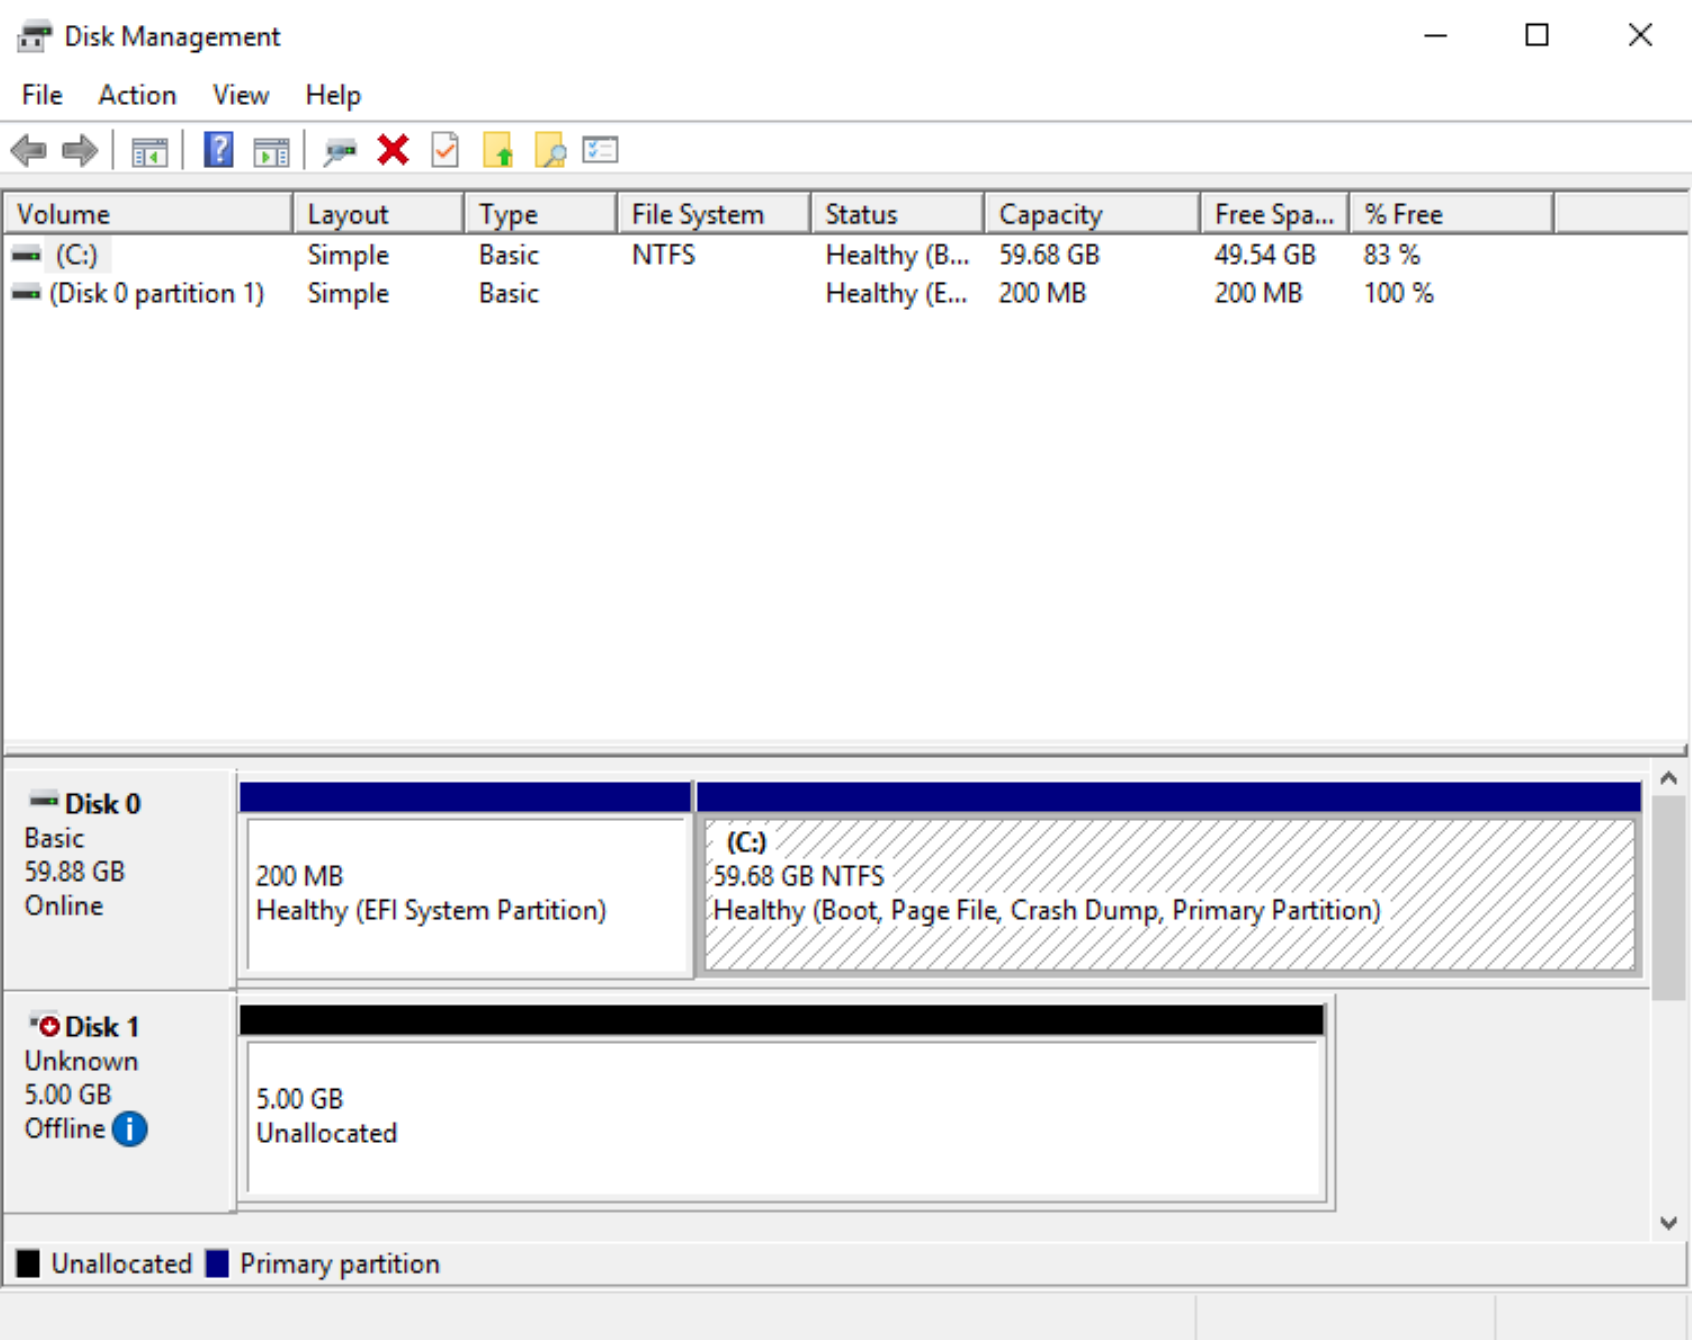 Disk Management
File Action View Help
Volume Layout Type File System Status Capacity Free Spa... % Free
(C:) Simple Basic NTFS Healthy (B... 59.68 GB 49.54 GB 83 %
(Disk 0 partition 1) Simple Basic Healthy (E... 200 MB 200 MB 100 %
Disk 0
Basic
59.88 GB
Online
200 MB
Healthy (EFI System Partition)
(C:)
59.68 GB NTFS
Healthy (Boot, Page File, Crash Dump, Primary Partition)
Disk 1
Unknown
5.00 GB
Offline
5.00 GB
Unallocated
Unallocated Primary partition